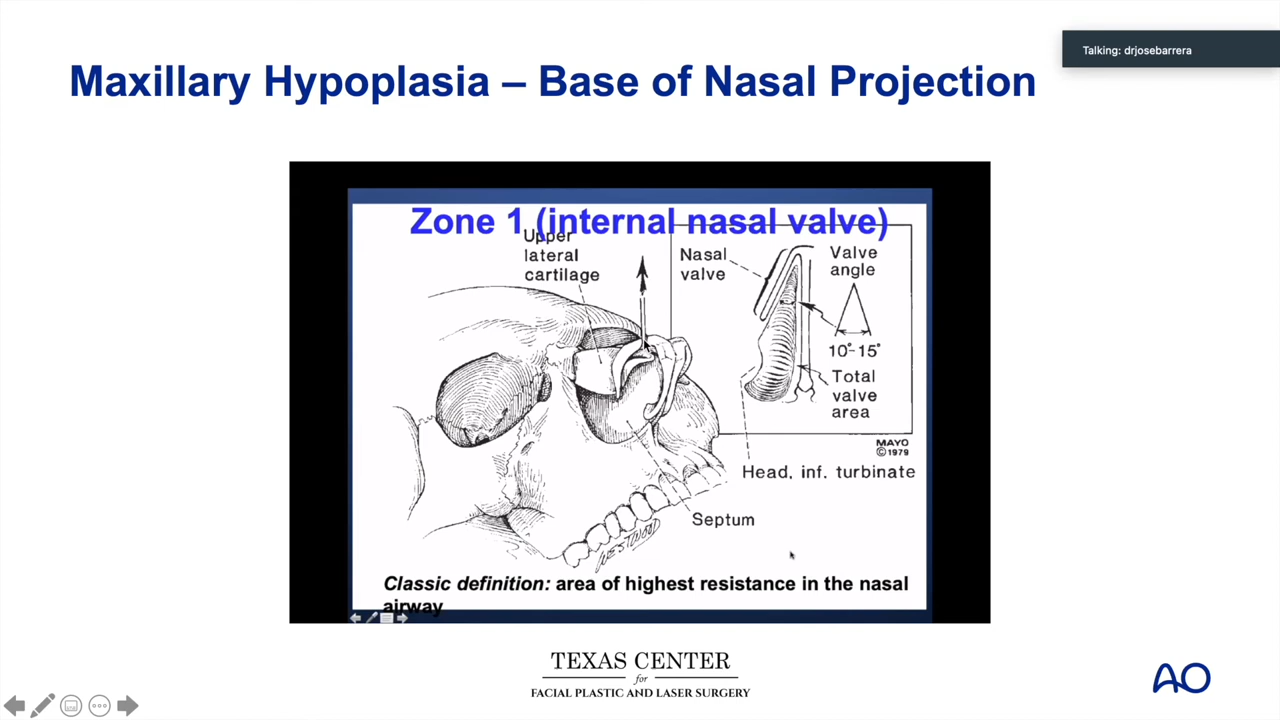 Talking: drjosebarrera
Maxillary Hypoplasia – Base of Nasal Projection
Zone 1 (internal nasal valve)
Upper
lateral
cartilage
Nasal
valve
Valve
angle
10°-15°
Total
valve
area
MAYO
©1979
Head, inf. turbinate
Septum
WESTWOOD
Classic definition: area of highest resistance in the nasal
airway
TEXAS CENTER
for
FACIAL PLASTIC AND LASER SURGERY
AO